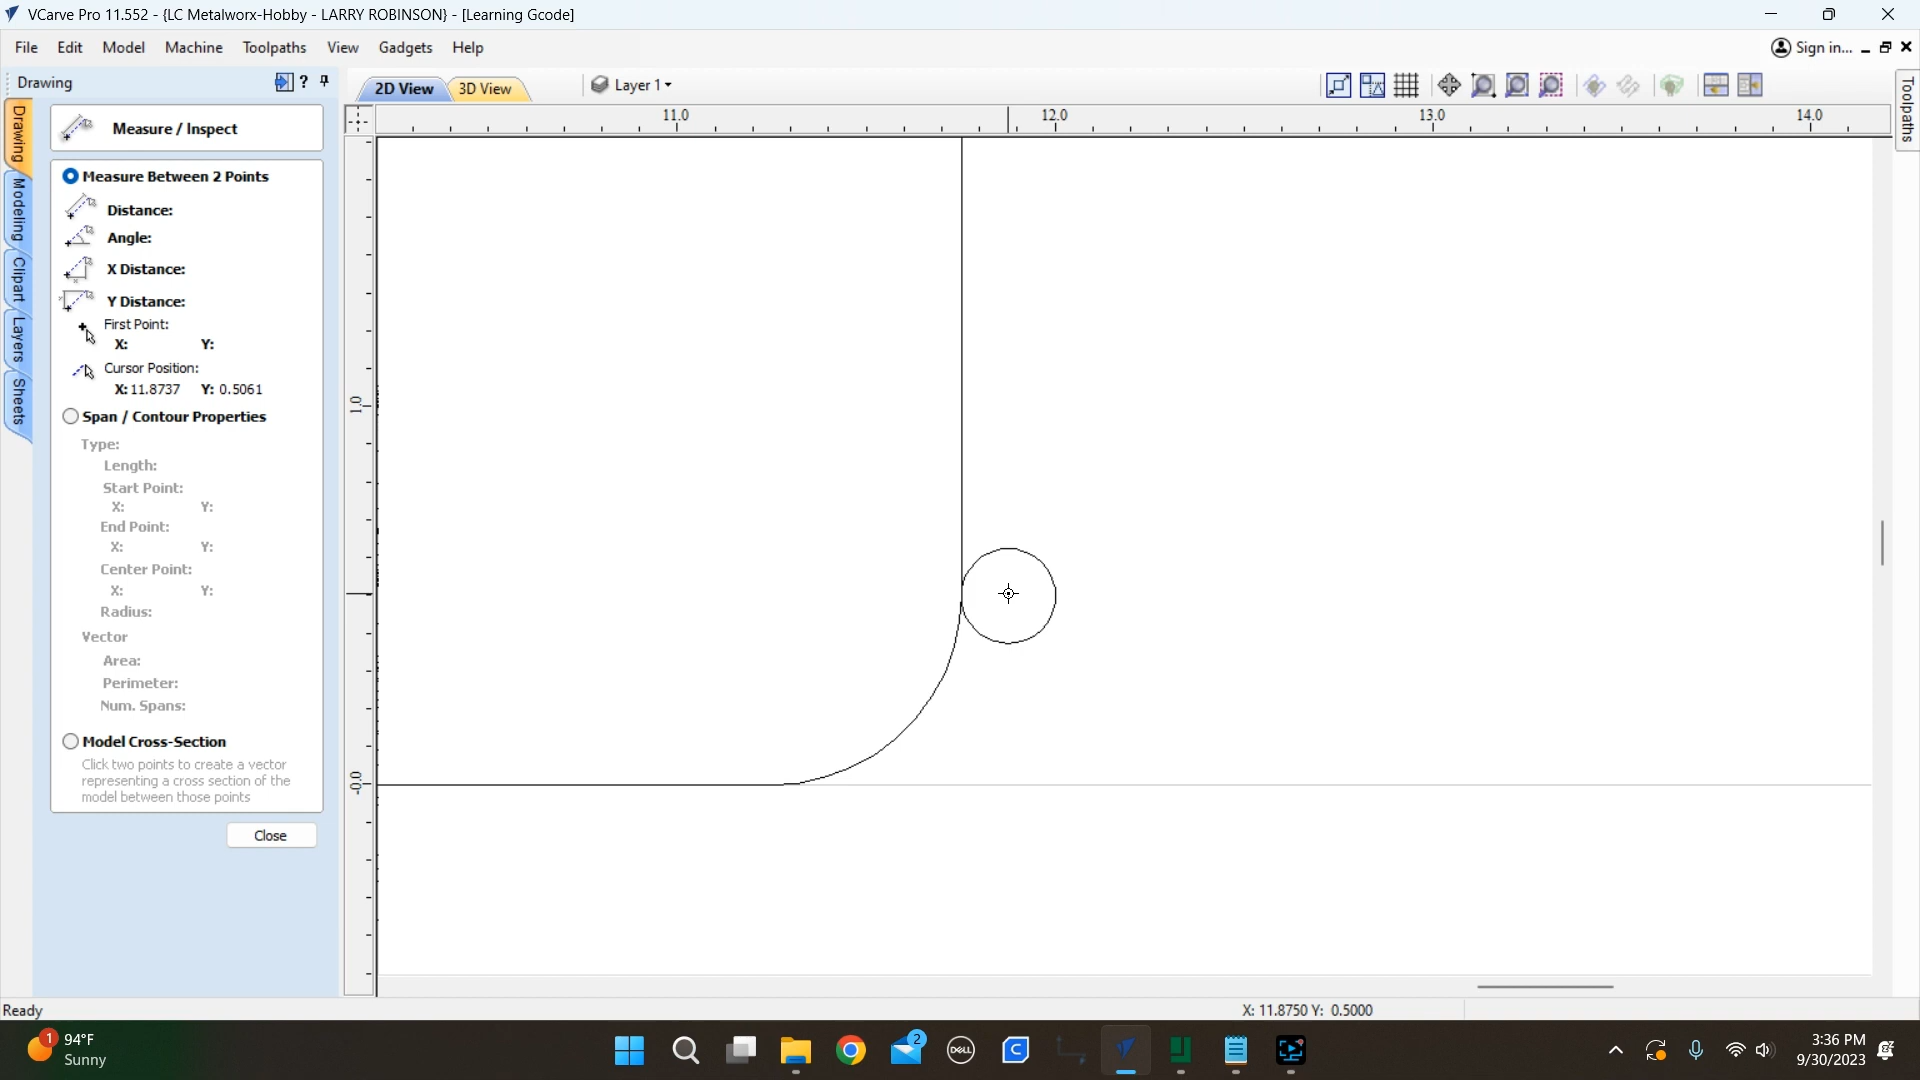 VCarve Pro 11.552 - {LC Metalworx-Hobby - LARRY ROBINSON} - [Learning Gcode]
File Edit Model Machine Toolpaths View Gadgets Help
Sign in...
Drawing
2D View 3D View
Layer 1
Toolpaths
Drawing
Modeling
Clipart
Layers
Sheets
Measure / Inspect
Measure Between 2 Points
Distance:
Angle:
X Distance:
Y Distance:
First Point:
X: Y:
Cursor Position:
X: 11.8737 Y: 0.5061
Span / Contour Properties
Type:
Length:
Start Point:
X: Y:
End Point:
X: Y:
Center Point:
X: Y:
Radius:
Vector
Area:
Perimeter:
Num. Spans:
Model Cross-Section
Click two points to create a vector
representing a cross section of the
model between those points
Close
11.0 12.0 13.0 14.0
1.0
-0.0
Ready
X: 11.8750 Y: 0.5000
1
94°F
Sunny
2
DELL
3:36 PM
9/30/2023